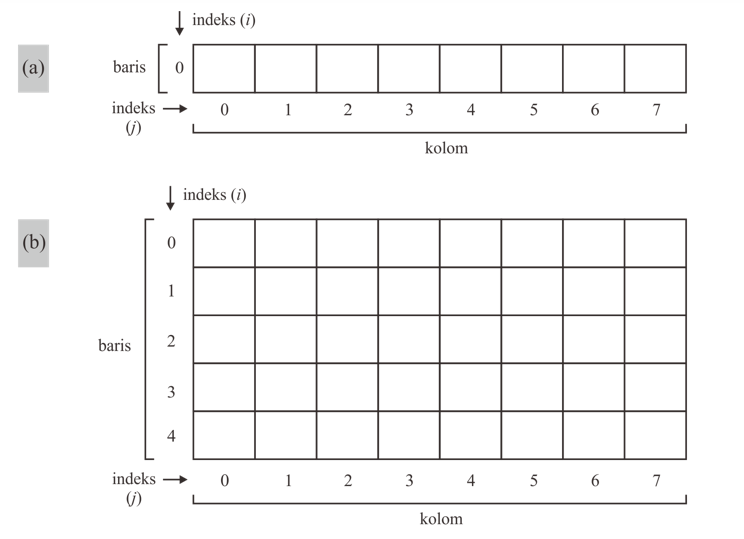 indeks (i)
(a)
baris 0
indeks 0 1 2 3 4 5 6 7
(j)
kolom
indeks (i)
(b)
0
1
baris 2
3
4
indeks 0 1 2 3 4 5 6 7
(j)
kolom